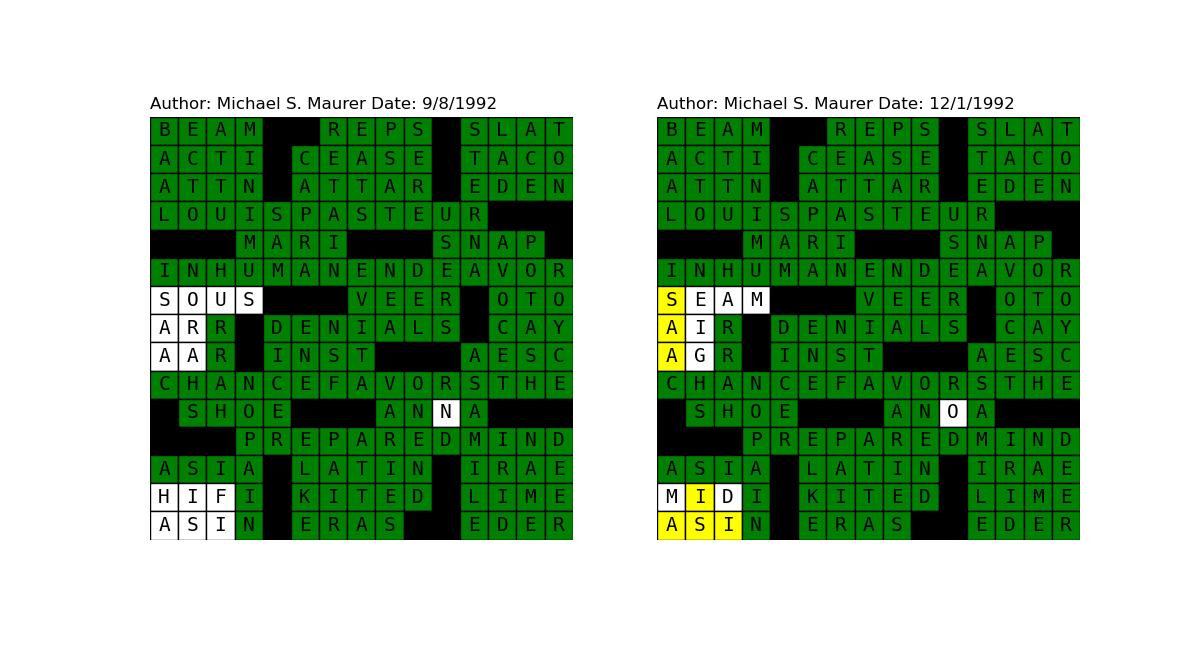 Author: Michael S. Maurer Date: 9/8/1992
BEAM REPS SLAT
ACTI CEASE TACO
ATTN ATTAR EDEN
LOUISPASTEUR
MARI SNAP
INHUMANENDEAVOR
SOUS VEER OTO
ARR DENIALS CAY
AAR INST AESC
CHANCEFAVORSTHE
SHOE ANNA
PREPAREDMIND
ASIA LATIN IRAE
HIFI KITED LIME
ASIN ERAS EDER
Author: Michael S. Maurer Date: 12/1/1992
BEAM REPS SLAT
ACTI CEASE TACO
ATTN ATTAR EDEN
LOUISPASTEUR
MARI SNAP
INHUMANENDEAVOR
SEAM VEER OTO
AIR DENIALS CAY
AGR INST AESC
CHANCEFAVORSTHE
SHOE ANOA
PREPAREDMIND
ASIA LATIN IRAE
MIDI KITED LIME
ASIN ERAS EDER